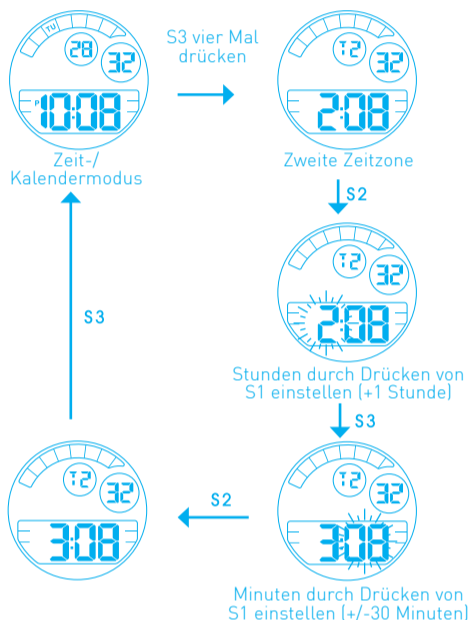 TU
28
32
P 10:08
Zeit-/
Kalendermodus
S3 vier Mal
drücken
T2
32
2:08
Zweite Zeitzone
S2
T2
32
2:08
Stunden durch Drücken von
S1 einstellen (+1 Stunde)
S3
T2
32
3:08
Minuten durch Drücken von
S1 einstellen (+/-30 Minuten)
S2
T2
32
3:08
S3